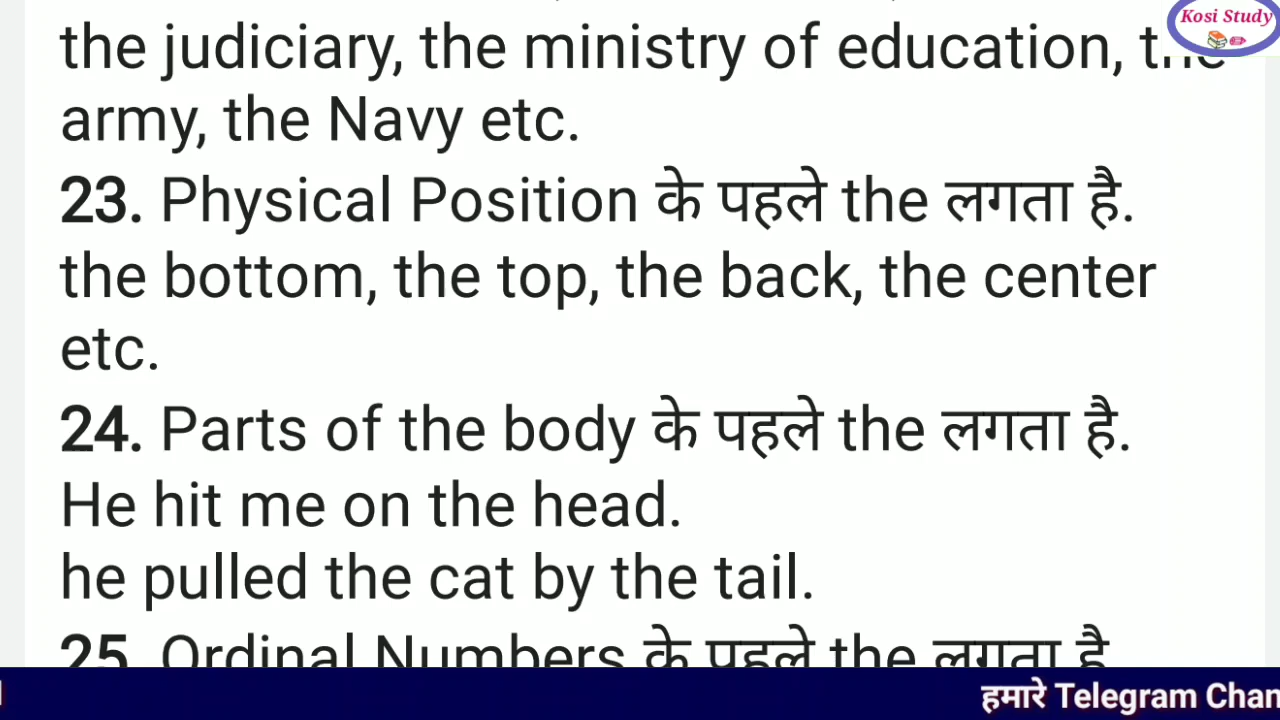 Kosi Study
the judiciary, the ministry of education, the
army, the Navy etc.
23. Physical Position के पहले the लगता है.
the bottom, the top, the back, the center
etc.
24. Parts of the body के पहले the लगता है.
He hit me on the head.
he pulled the cat by the tail.
25. Ordinal Numbers के पहले the लगता है
हमारे Telegram Chan